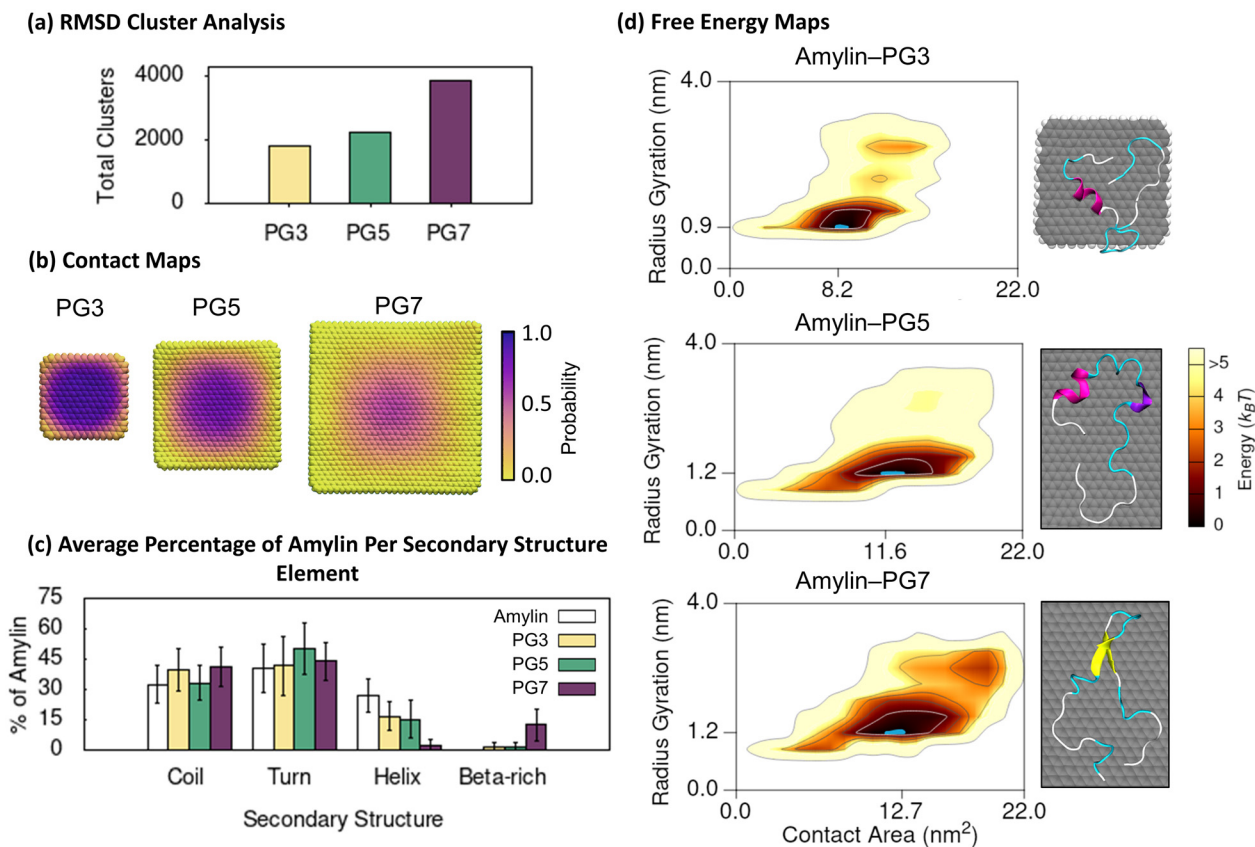 (a) RMSD Cluster Analysis
Total Clusters
4000
2000
0
PG3 PG5 PG7
(b) Contact Maps
PG3 PG5 PG7
1.0
0.5
0.0
Probability
(c) Average Percentage of Amylin Per Secondary Structure
Element
% of Amylin
75
60
45
30
15
0
Amylin
PG3
PG5
PG7
Coil Turn Helix Beta-rich
Secondary Structure
(d) Free Energy Maps
Amylin–PG3
Radius Gyration (nm)
4.0
0.9
0.0
0.0 8.2 22.0
Amylin–PG5
Radius Gyration (nm)
4.0
1.2
0.0
0.0 11.6 22.0
>5
4
3
2
1
0
Energy (kBT)
Amylin–PG7
Radius Gyration (nm)
4.0
1.2
0.0
0.0 12.7 22.0
Contact Area (nm²)